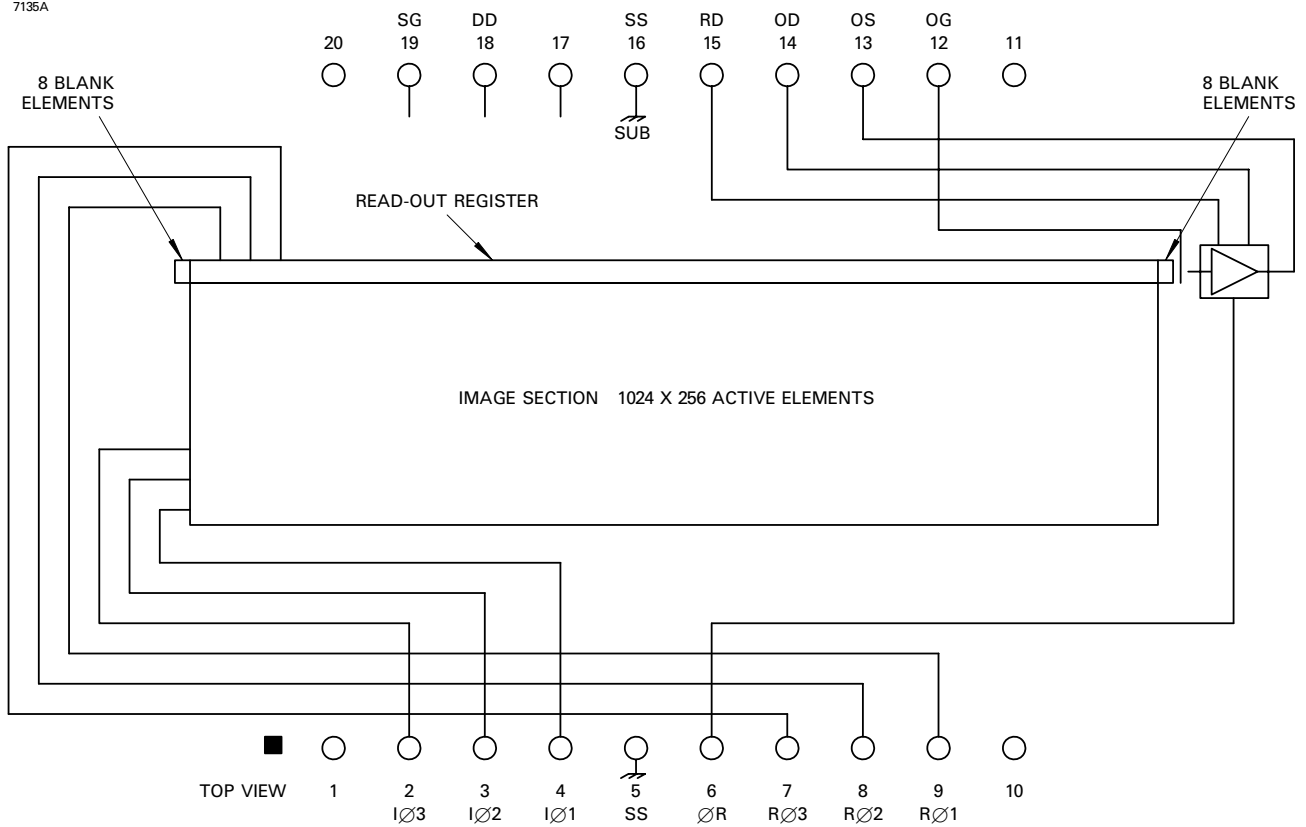 7135A
SG DD SS RD OD OS OG
20 19 18 17 16 15 14 13 12 11
8 BLANK
ELEMENTS
8 BLANK
ELEMENTS
SUB
READ-OUT REGISTER
IMAGE SECTION 1024 X 256 ACTIVE ELEMENTS
TOP VIEW 1 2 3 4 5 6 7 8 9 10
I∅3 I∅2 I∅1 SS ∅R R∅3 R∅2 R∅1